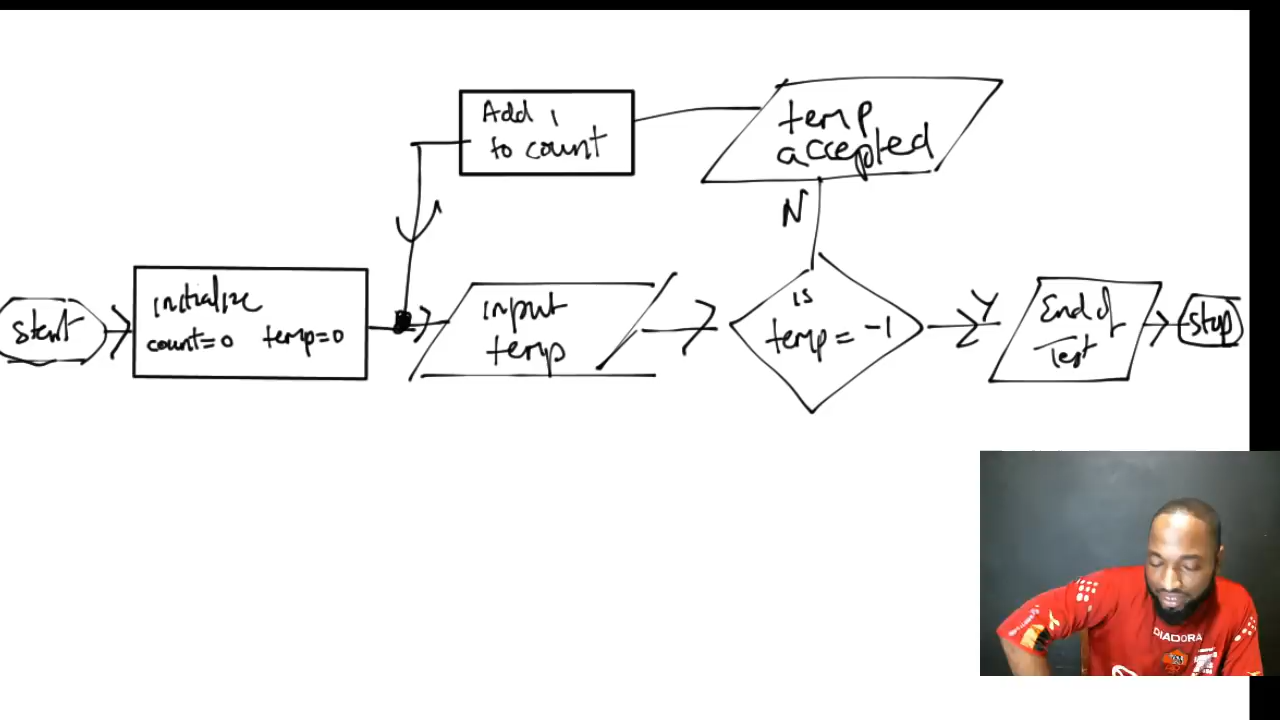 Add 1
to count
temp
accepted
N
start
initialize
count=0 temp=0
input
temp
is
temp = -1
Y
End of
Test
stop
DIADORA